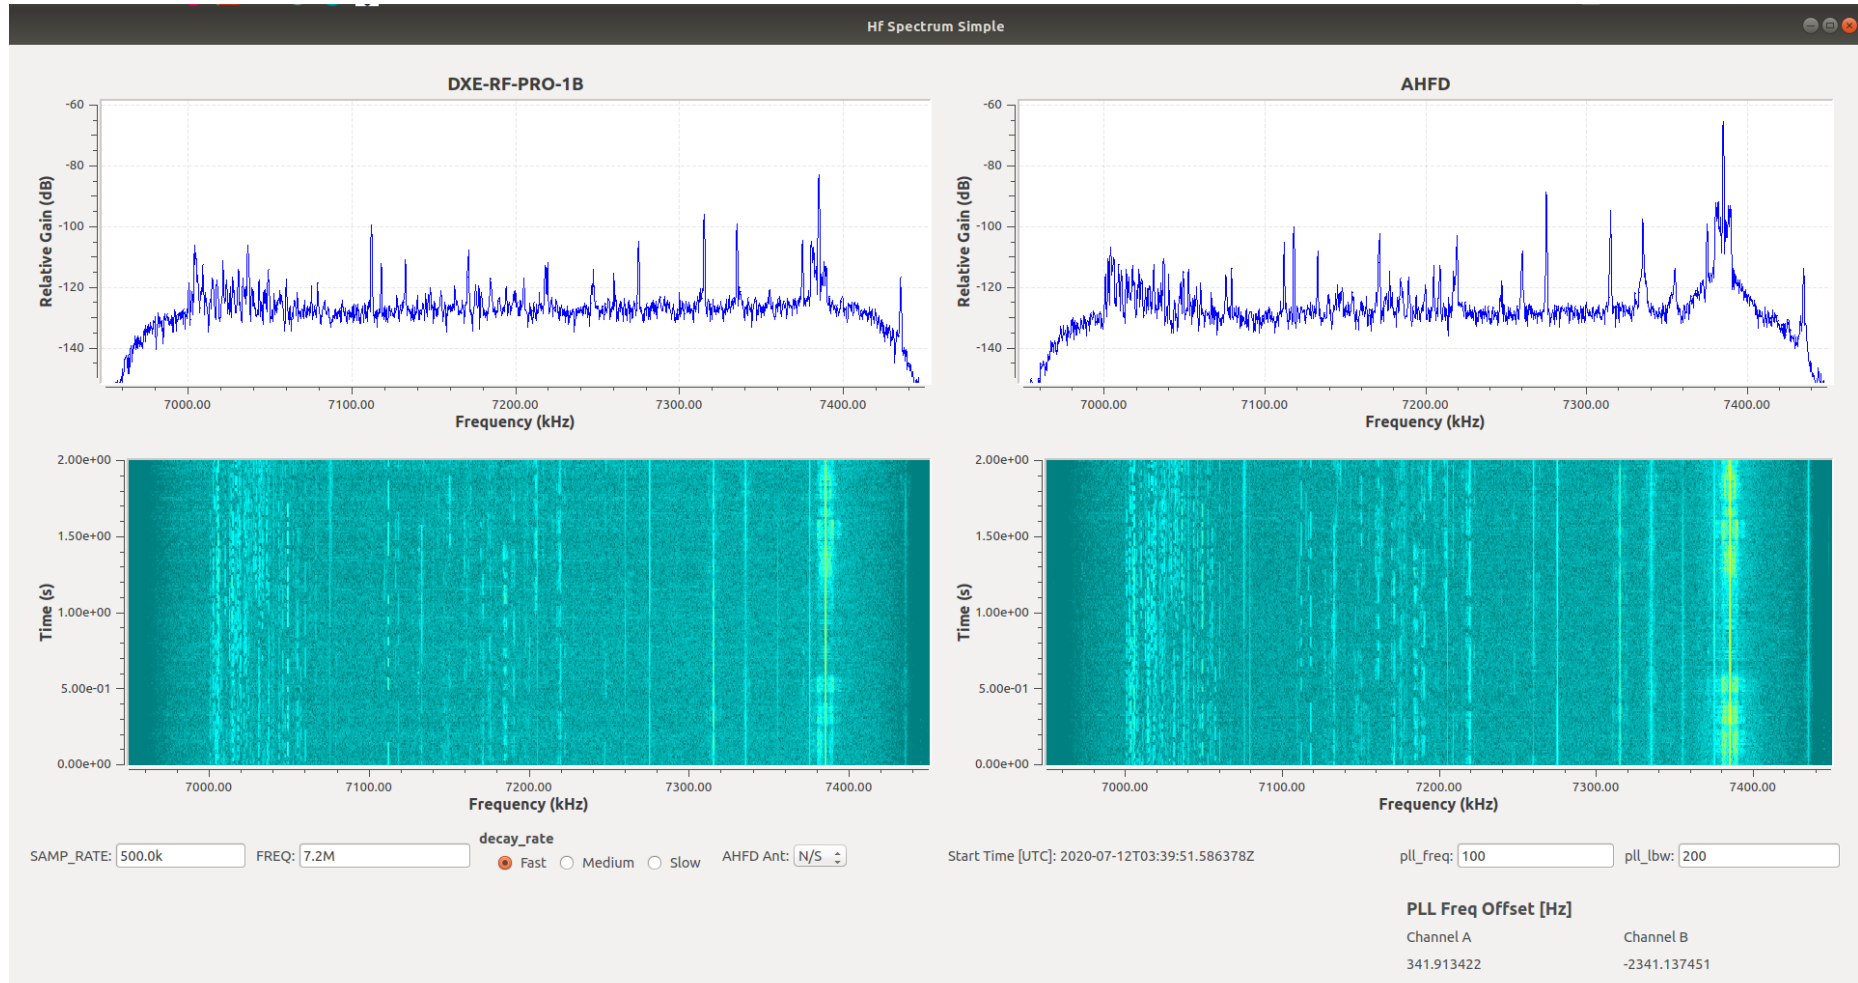 Hf Spectrum Simple
DXE-RF-PRO-1B
-60
-80
-100
-120
-140
Relative Gain (dB)
7000.00 7100.00 7200.00 7300.00 7400.00
Frequency (kHz)
AHFD
-60
-80
-100
-120
-140
Relative Gain (dB)
7000.00 7100.00 7200.00 7300.00 7400.00
Frequency (kHz)
2.00e+00
1.50e+00
1.00e+00
5.00e-01
0.00e+00
Time (s)
7000.00 7100.00 7200.00 7300.00 7400.00
Frequency (kHz)
2.00e+00
1.50e+00
1.00e+00
5.00e-01
0.00e+00
Time (s)
7000.00 7100.00 7200.00 7300.00 7400.00
Frequency (kHz)
decay_rate
SAMP_RATE: 500.0k FREQ: 7.2M Fast Medium Slow AHFD Ant: N/S Start Time [UTC]: 2020-07-12T03:39:51.586378Z pll_freq: 100 pll_lbw: 200
PLL Freq Offset [Hz]
Channel A Channel B
341.913422 -2341.137451